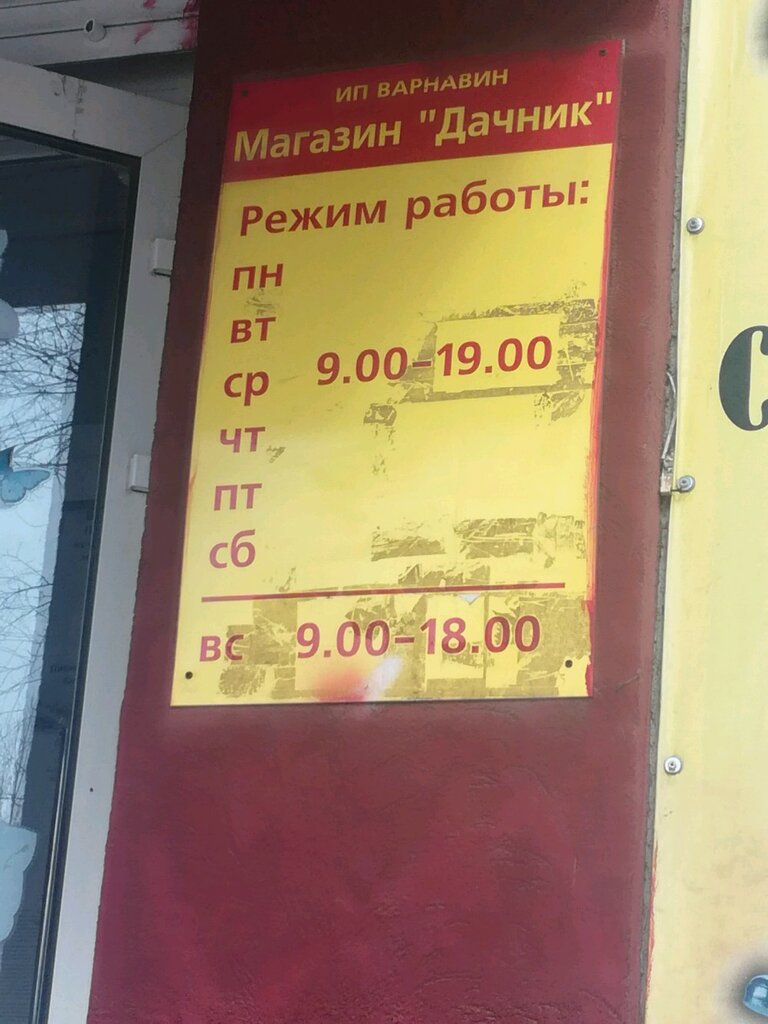 ИП ВАРНАВИН
Магазин "Дачник"
Режим работы:
пн
вт
ср 9.00-19.00
чт
пт
сб
вс 9.00-18.00
С